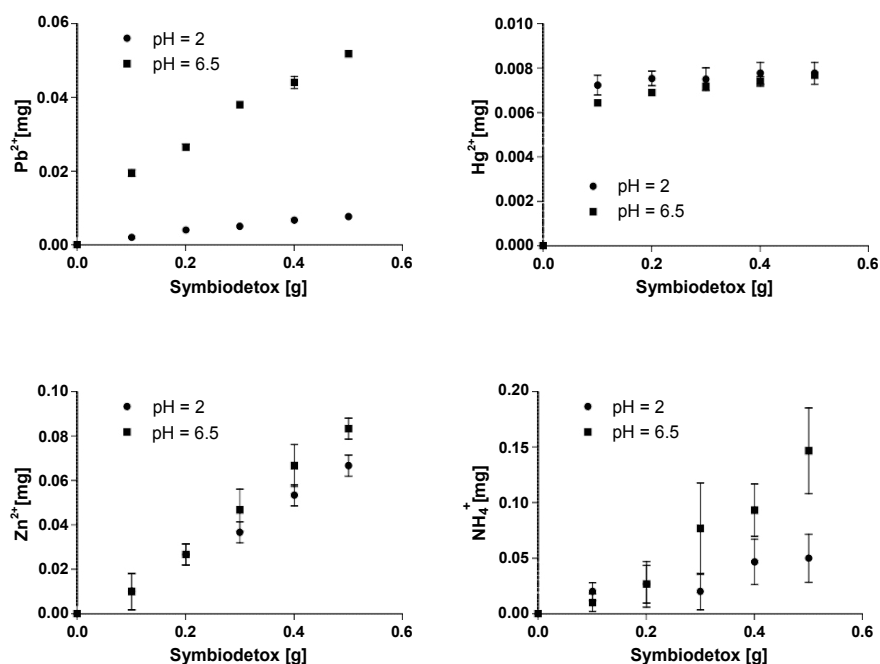 Pb²⁺[mg]
0.06
0.04
0.02
0.00
0.0 0.2 0.4 0.6
Symbiodetox [g]
pH = 2
pH = 6.5
Hg²⁺[mg]
0.010
0.008
0.006
0.004
0.002
0.000
0.0 0.2 0.4 0.6
Symbiodetox [g]
pH = 2
pH = 6.5
Zn²⁺[mg]
0.10
0.08
0.06
0.04
0.02
0.00
0.0 0.2 0.4 0.6
Symbiodetox [g]
pH = 2
pH = 6.5
NH₄⁺[mg]
0.20
0.15
0.10
0.05
0.00
0.0 0.2 0.4 0.6
Symbiodetox [g]
pH = 2
pH = 6.5